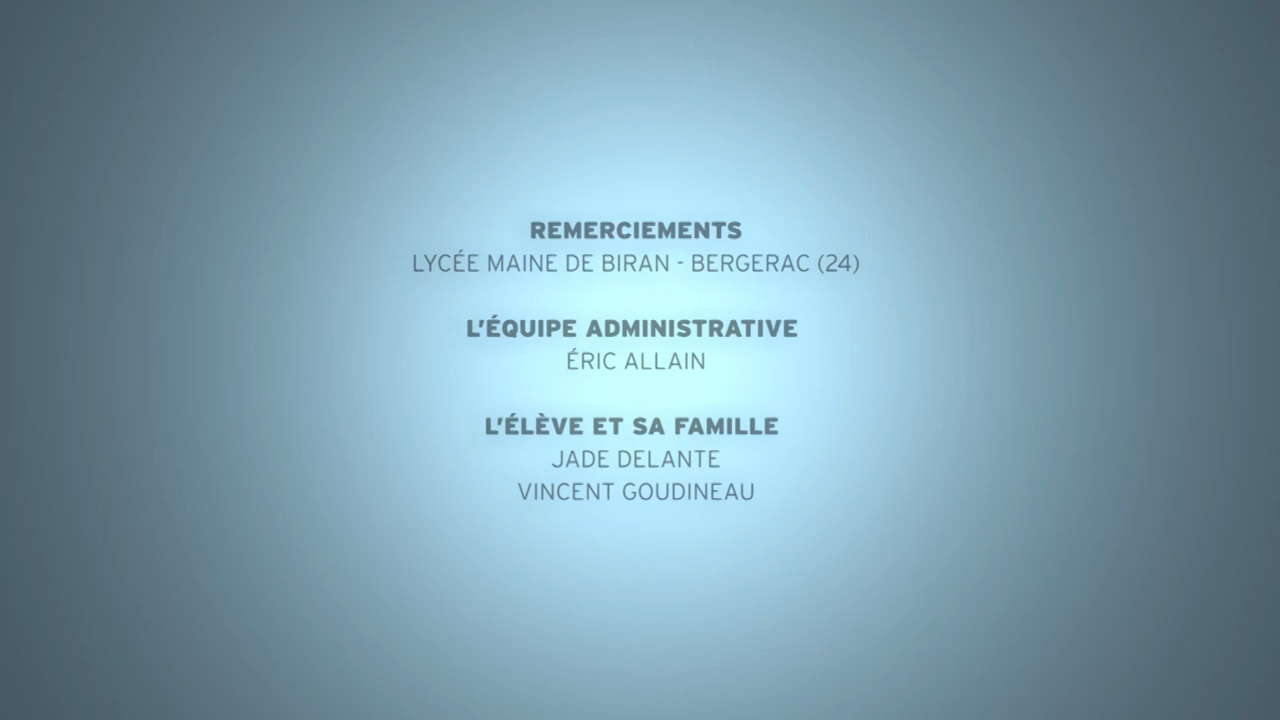 REMERCIEMENTS
LYCÉE MAINE DE BIRAN - BERGERAC (24)
L'ÉQUIPE ADMINISTRATIVE
ÉRIC ALLAIN
L'ÉLÈVE ET SA FAMILLE
JADE DELANTE
VINCENT GOUDINEAU